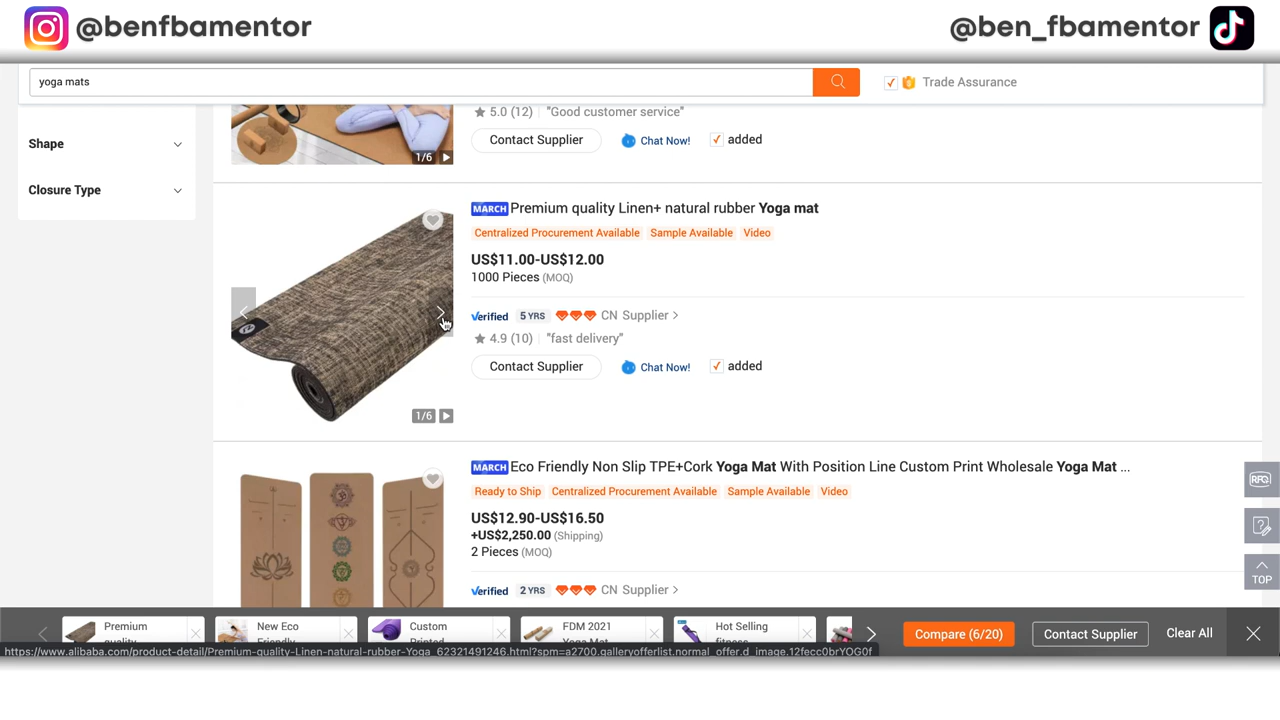 @benfbamentor
@ben_fbamentor
yoga mats
Trade Assurance
5.0 (12) "Good customer service"
Contact Supplier Chat Now! added
1/6
Shape
Closure Type
MARCH Premium quality Linen+ natural rubber Yoga mat
Centralized Procurement Available Sample Available Video
US$11.00-US$12.00
1000 Pieces (MOQ)
Verified 5 YRS CN Supplier >
4.9 (10) "fast delivery"
Contact Supplier Chat Now! added
1/6
MARCH Eco Friendly Non Slip TPE+Cork Yoga Mat With Position Line Custom Print Wholesale Yoga Mat ...
Ready to Ship Centralized Procurement Available Sample Available Video
US$12.90-US$16.50
+US$2,250.00 (Shipping)
2 Pieces (MOQ)
Verified 2 YRS CN Supplier >
RFQ
TOP
Premium
quality
New Eco
Friendly
Custom
Printed
FDM 2021
Yoga Mat
Hot Selling
fitness
Compare (6/20)
Contact Supplier
Clear All
https://www.alibaba.com/product-detail/Premium-quality-Linen-natural-rubber-Yoga_62321491246.html?spm=a2700.galleryofferlist.normal_offer.d_image.12fecc0brYOG0f